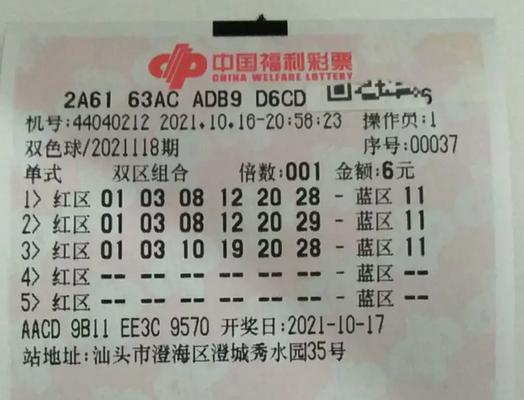 中国福利彩票
CHINA WELFARE LOTTERY
2A61 63AC ADB9 D6CD
机号:44040212 2021.10.16-20:58:23 操作员:1
双色球/2021118期 序号:00037
单式 双区组合 倍数:001 金额:6元
1> 红区 01 03 08 12 20 28 - 蓝区 11
2> 红区 01 03 08 12 20 29 - 蓝区 11
3> 红区 01 03 10 19 20 28 - 蓝区 11
4> 红区 -- -- -- -- -- -- - 蓝区 --
5> 红区 -- -- -- -- -- -- - 蓝区 --
AACD 9B11 EE3C 9570 开奖日:2021-10-17
站地址:汕头市澄海区澄城秀水园35号